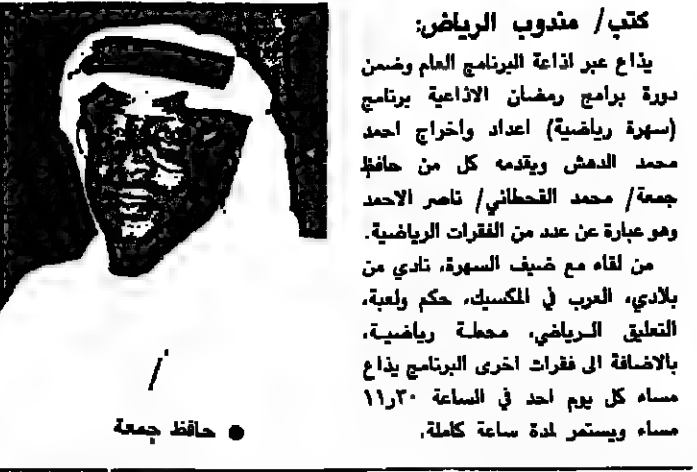 كتب/ مندوب الرياض:
يذاع عبر اذاعة البرنامج العام وضمن
دورة برامج رمضان الاذاعية برنامج
(سهرة رياضية) اعداد واخراج احمد
محمد الدهش ويقدمه كل من حافظ
جمعة/ محمد القحطاني/ ناصر الاحمد
وهو عبارة عن عدد من الفقرات الرياضية.
من لقاء مع ضيف السهرة، نادي من
بلادي، العرب في المكسيك، حكم ولعبة،
التعليق الرياضي، محطة رياضية،
بالاضافة الى فقرات اخرى البرنامج يذاع
مساء كل يوم احد في الساعة ١١٫٣٠
مساء ويستمر لمدة ساعة كاملة.
● حافظ جمعة